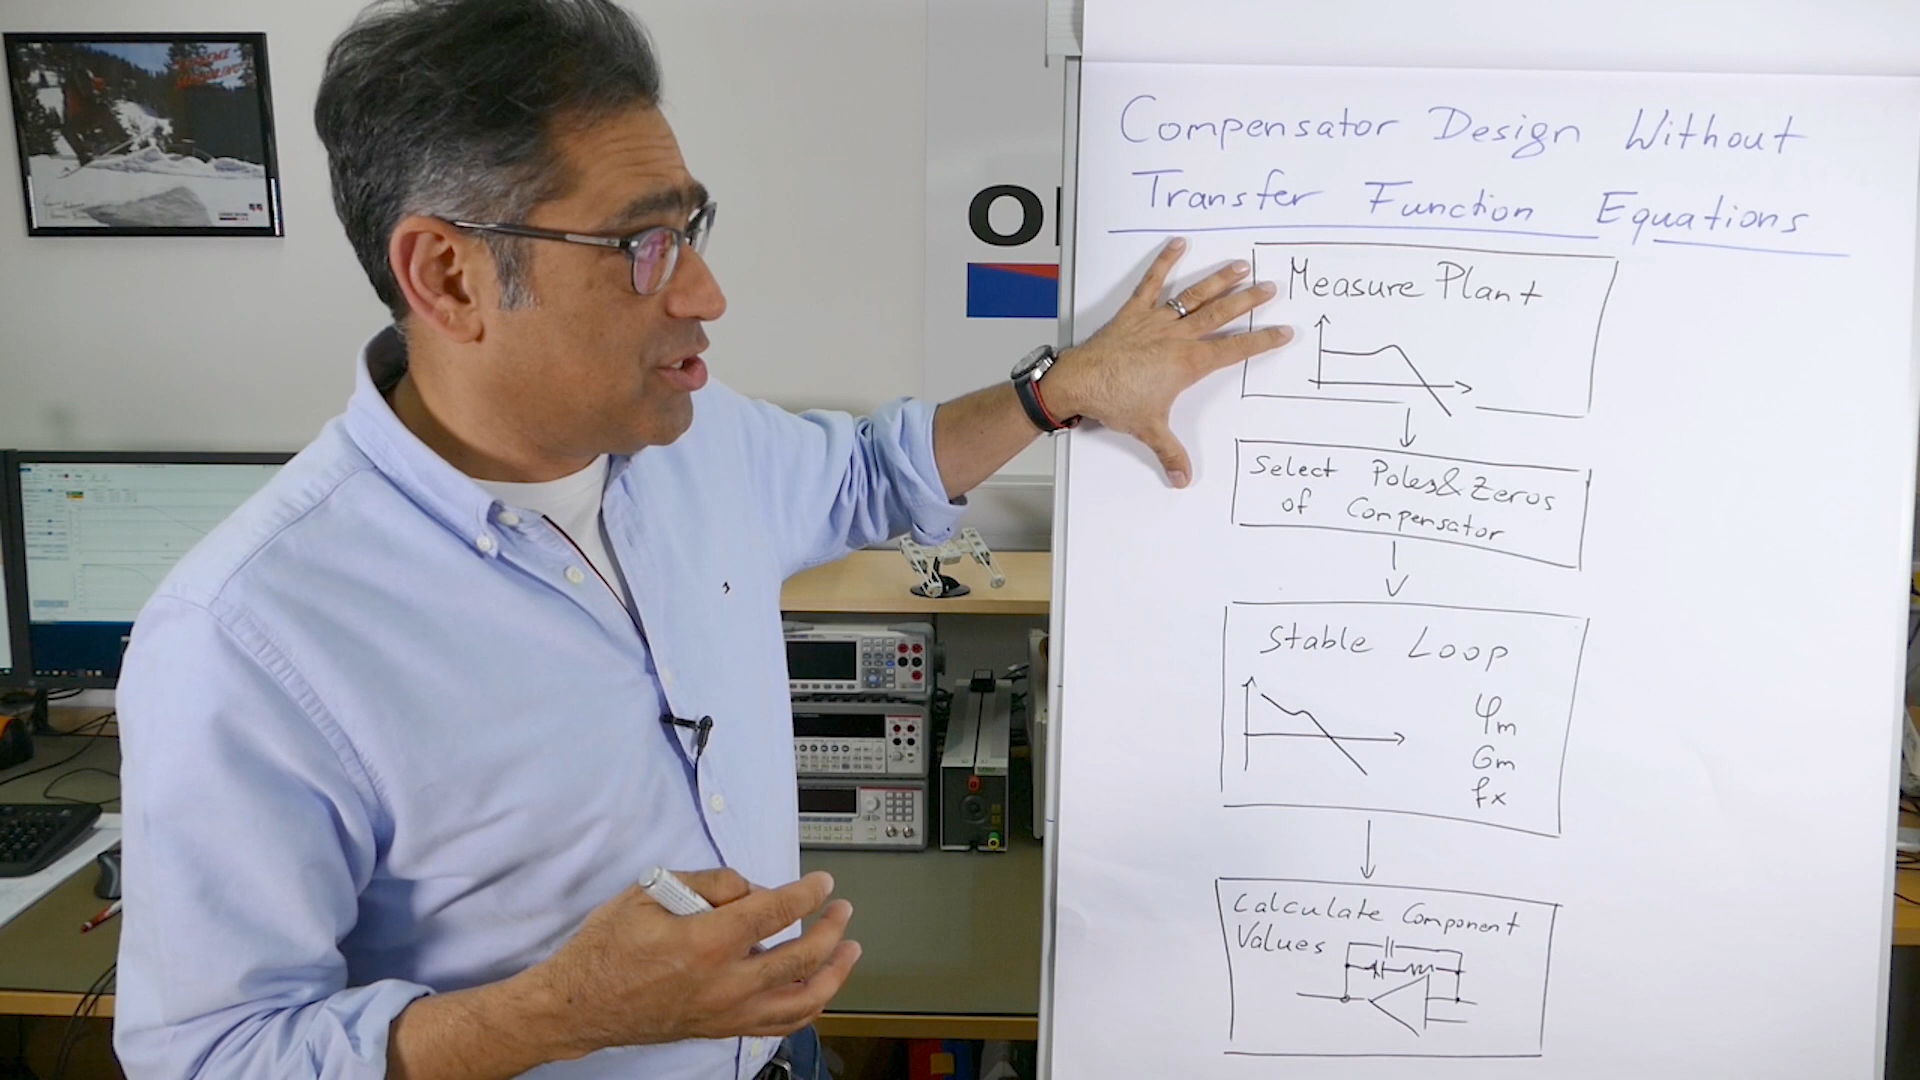 Compensator Design Without
Transfer Function Equations
Measure Plant
Select Poles & Zeros
of Compensator
Stable Loop
φm
Gm
fx
Calculate Component
Values